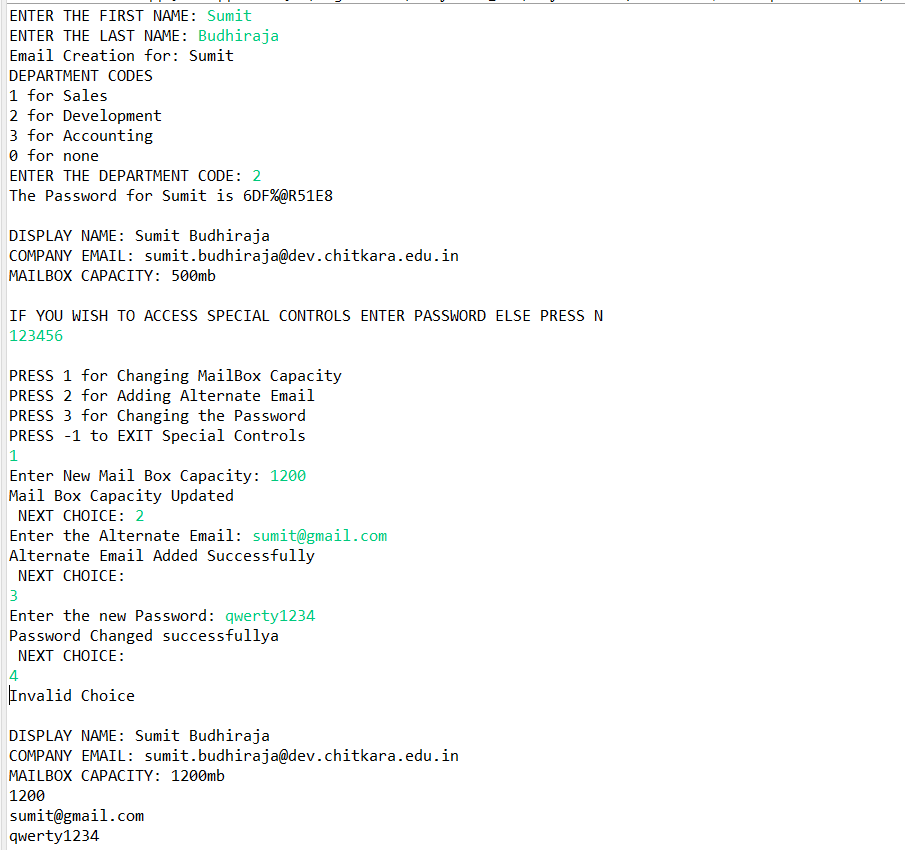 ENTER THE FIRST NAME: Sumit
ENTER THE LAST NAME: Budhiraja
Email Creation for: Sumit
DEPARTMENT CODES
1 for Sales
2 for Development
3 for Accounting
0 for none
ENTER THE DEPARTMENT CODE: 2
The Password for Sumit is 6DF%@R51E8
DISPLAY NAME: Sumit Budhiraja
COMPANY EMAIL: sumit.budhiraja@dev.chitkara.edu.in
MAILBOX CAPACITY: 500mb
IF YOU WISH TO ACCESS SPECIAL CONTROLS ENTER PASSWORD ELSE PRESS N
123456
PRESS 1 for Changing MailBox Capacity
PRESS 2 for Adding Alternate Email
PRESS 3 for Changing the Password
PRESS -1 to EXIT Special Controls
1
Enter New Mail Box Capacity: 1200
Mail Box Capacity Updated
NEXT CHOICE: 2
Enter the Alternate Email: sumit@gmail.com
Alternate Email Added Successfully
NEXT CHOICE:
3
Enter the new Password: qwerty1234
Password Changed successfullya
NEXT CHOICE:
4
Invalid Choice
DISPLAY NAME: Sumit Budhiraja
COMPANY EMAIL: sumit.budhiraja@dev.chitkara.edu.in
MAILBOX CAPACITY: 1200mb
1200
sumit@gmail.com
qwerty1234